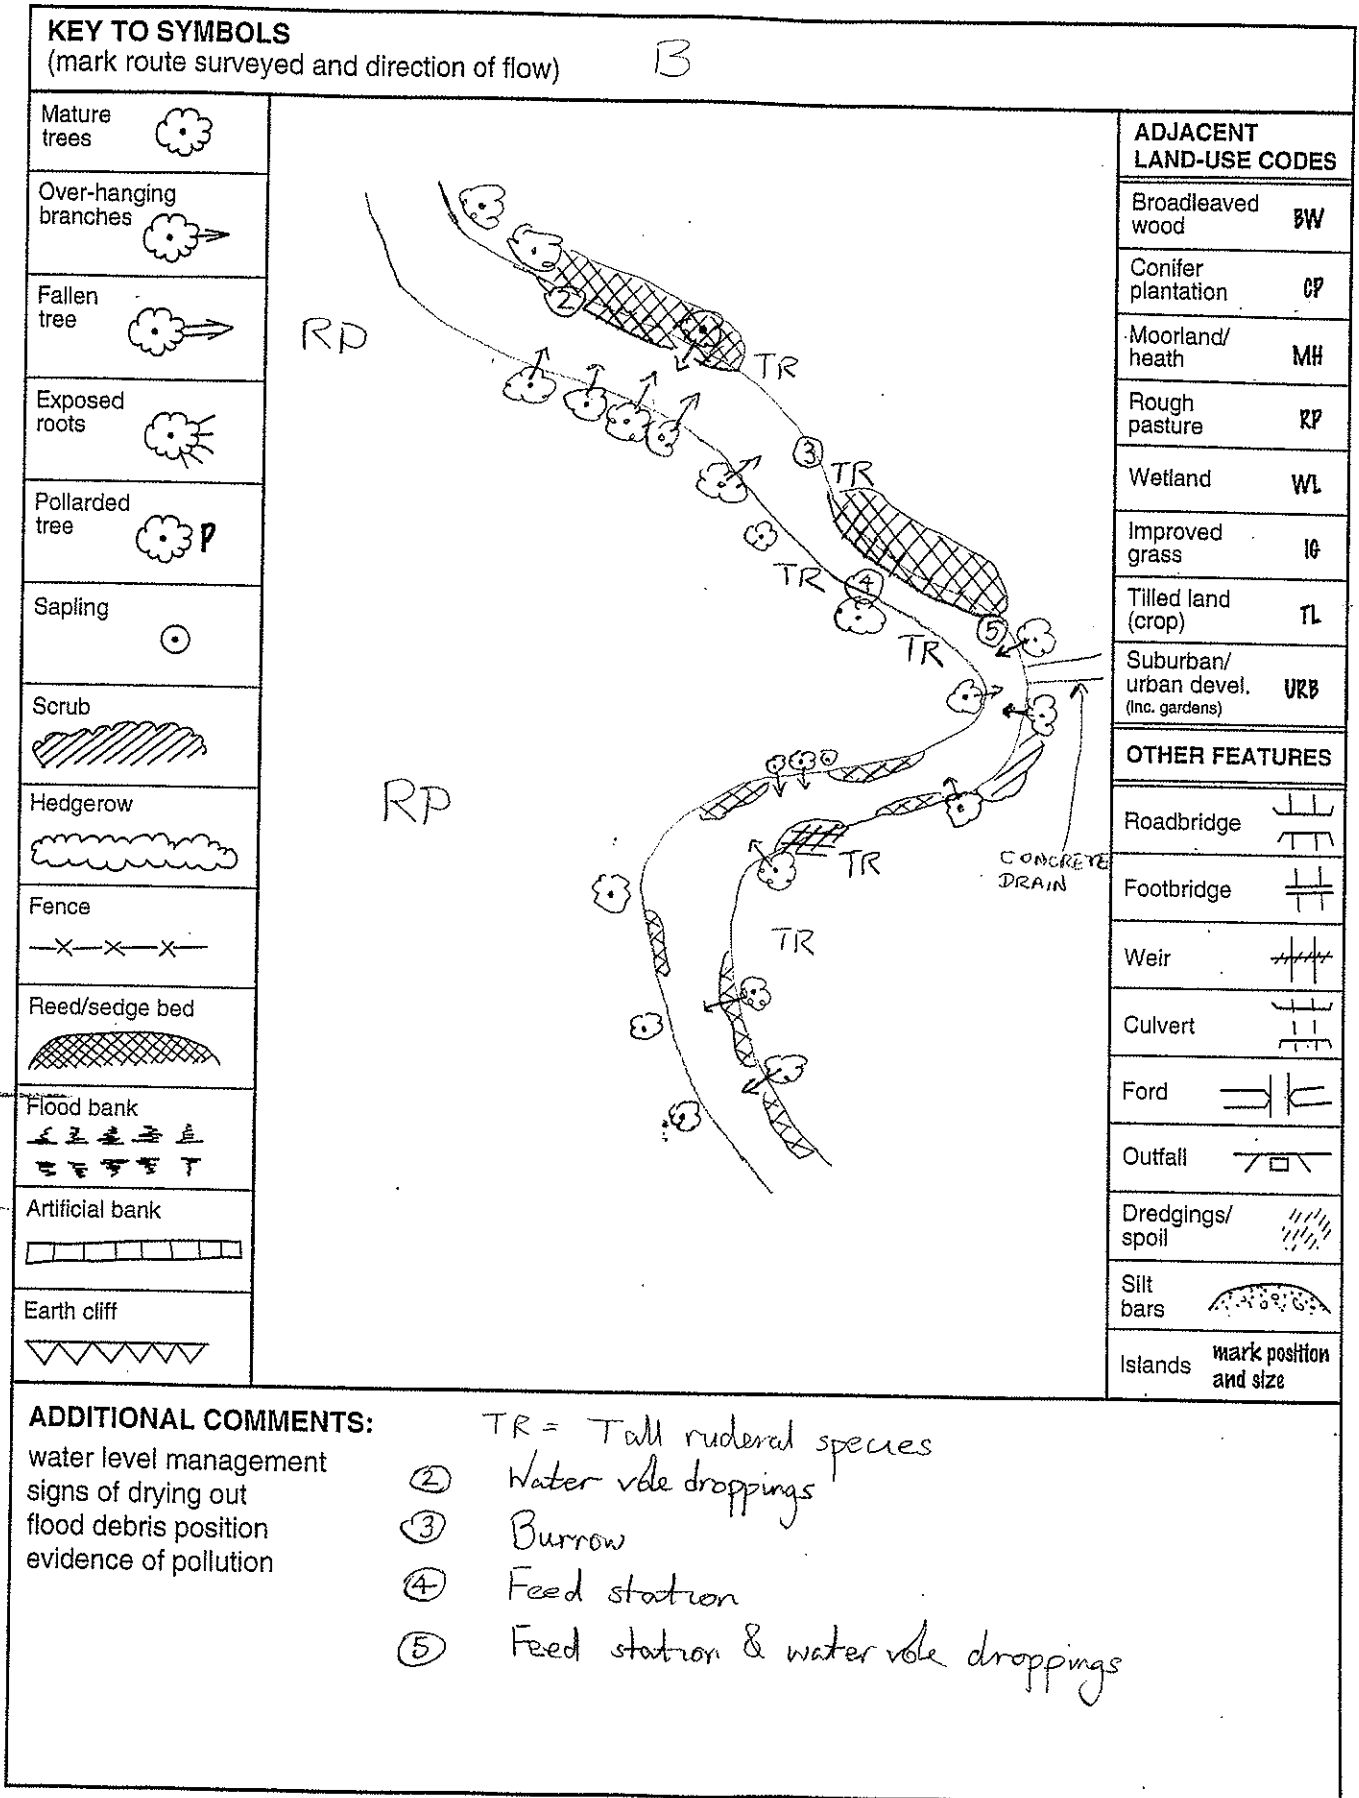 KEY TO SYMBOLS
(mark route surveyed and direction of flow)
B
Mature
trees
Over-hanging
branches
Fallen
tree
Exposed
roots
Pollarded
tree
P
Sapling
Scrub
Hedgerow
Fence
Reed/sedge bed
Flood bank
Artificial bank
Earth cliff
RP
2
TR
3
TR
TR
4
5
TR
RP
TR
CONCRETE
DRAIN
TR
ADJACENT
LAND-USE CODES
Broadleaved
wood BW
Conifer
plantation CP
Moorland/
heath MH
Rough
pasture RP
Wetland WL
Improved
grass IG
Tilled land
(crop) TL
Suburban/
urban devel. URB
(Inc. gardens)
OTHER FEATURES
Roadbridge
Footbridge
Weir
Culvert
Ford
Outfall
Dredgings/
spoil
Silt
bars
Islands mark position
and size
ADDITIONAL COMMENTS:
water level management
signs of drying out
flood debris position
evidence of pollution
TR = Tall ruderal species
2 Water vole droppings
3 Burrow
4 Feed station
5 Feed station & water vole droppings